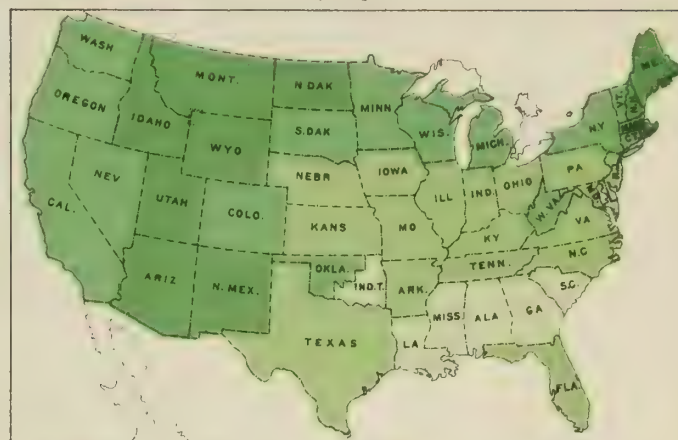 WASH
MONT.
N.DAK
MINN.
ME.
VT.
OREGON
IDAHO
S.DAK
WIS.
MICH.
N.Y
WYO
NEBR
IOWA
PA
NEV
UTAH
COLO.
ILL
IND.
OHIO
W.VA
VA
CAL.
KANS
MO
KY
N.C
ARIZ
N.MEX.
OKLA.
IND.T.
ARK.
TENN.
S.C.
TEXAS
LA
MISS
ALA
GA
FLA.